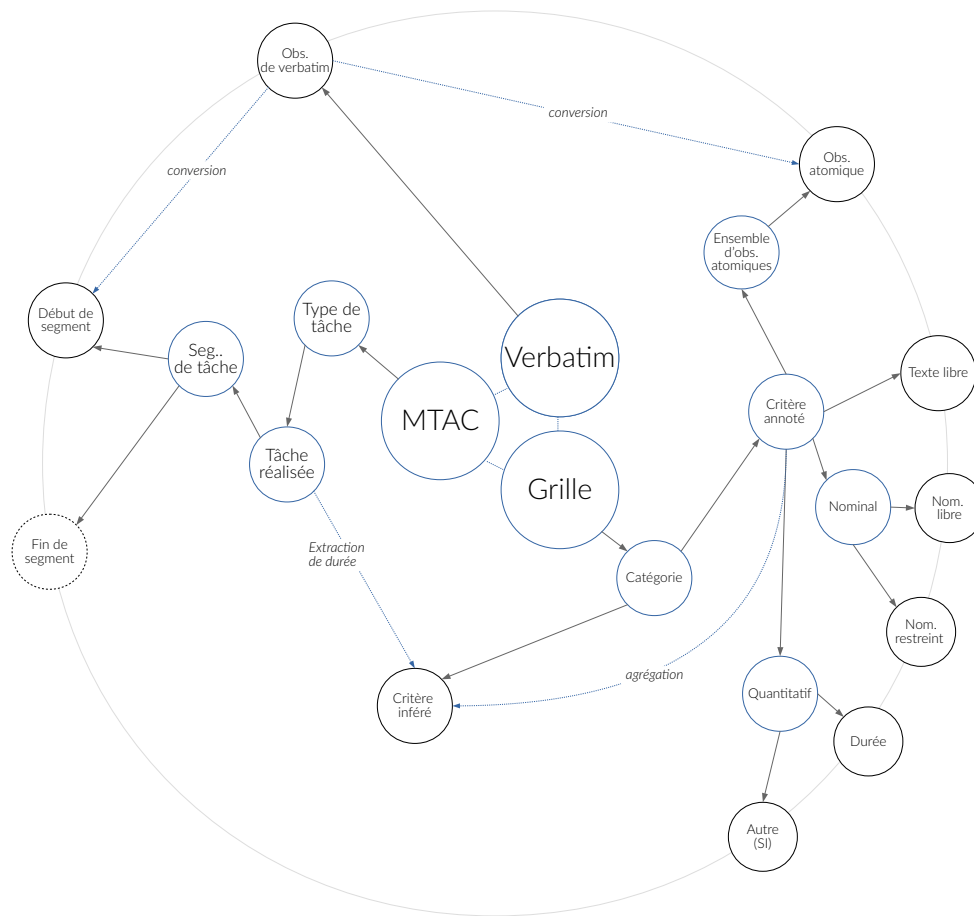 Obs.
de verbatim
conversion
conversion
Obs.
atomique
Ensemble
d'obs.
atomiques
Début de
segment
Type de
tâche
Seg..
de tâche
Verbatim
MTAC
Texte libre
Critère
annoté
Tâche
réalisée
Grille
Nominal
Nom.
libre
Fin de
segment
Extraction
de durée
Catégorie
Nom.
restreint
agrégation
Critère
inféré
Quantitatif
Durée
Autre
(SI)